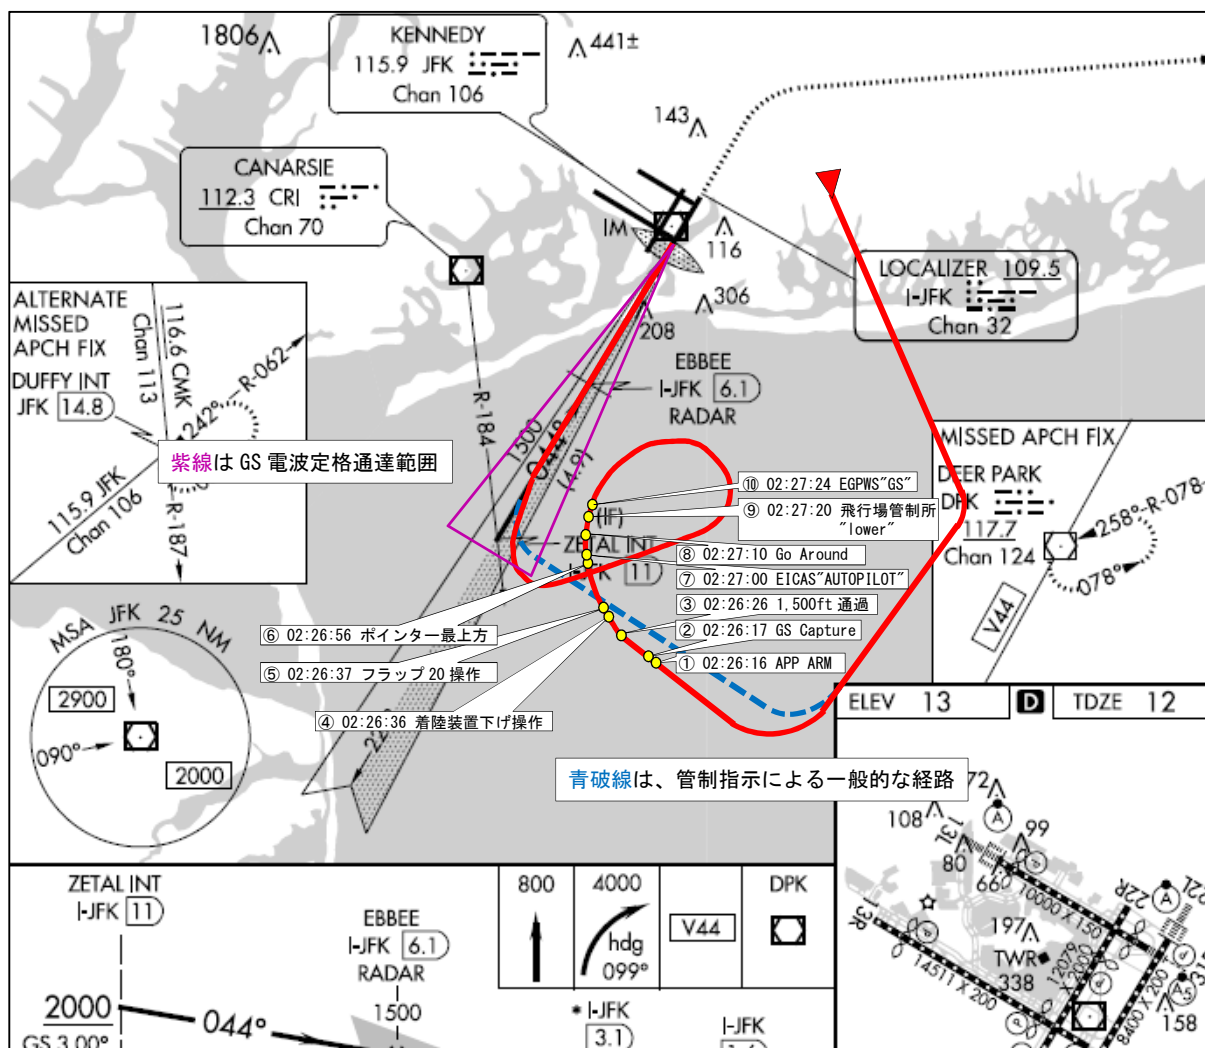 1806
KENNEDY
115.9 JFK
Chan 106
441±
143
CANARSIE
112.3 CRI
Chan 70
IM
116
LOCALIZER 109.5
I-JFK
Chan 32
306
208
ALTERNATE
MISSED
APCH FIX
DUFFY INT
JFK 14.8
116.6 CMK
Chan 113
R-062
242°
115.9 JFK
Chan 106
R-187
R-184
EBBEE
I-JFK 6.1
RADAR
1500
044°
(4.9)
紫線は GS 電波定格通達範囲
MISSED APCH FIX
DEER PARK
DPK
117.7
Chan 124
258°-R-078
078°
V44
(IF)
ZETAL INT
I-JFK 11
⑩ 02:27:24 EGPWS"GS"
⑨ 02:27:20 飛行場管制所
"lower"
⑧ 02:27:10 Go Around
⑦ 02:27:00 EICAS"AUTOPILOT"
③ 02:26:26 1,500ft 通過
② 02:26:17 GS Capture
① 02:26:16 APP ARM
⑥ 02:26:56 ポインター最上方
⑤ 02:26:37 フラップ 20 操作
④ 02:26:36 着陸装置下げ操作
MSA JFK 25 NM
180°
2900
090°
2000
青破線は、管制指示による一般的な経路
ELEV 13
D
TDZE 12
108
80
99
660
13L
10000 X 150
22R
22L
13R
197
TWR
338
14511 X 200
12079 X 200
8400 X 200
158
A
A
ZETAL INT
I-JFK 11
2000
044°
GS 3.00°
EBBEE
I-JFK 6.1
RADAR
1500
800
4000
hdg
099°
V44
DPK
* I-JFK
3.1
I-JFK